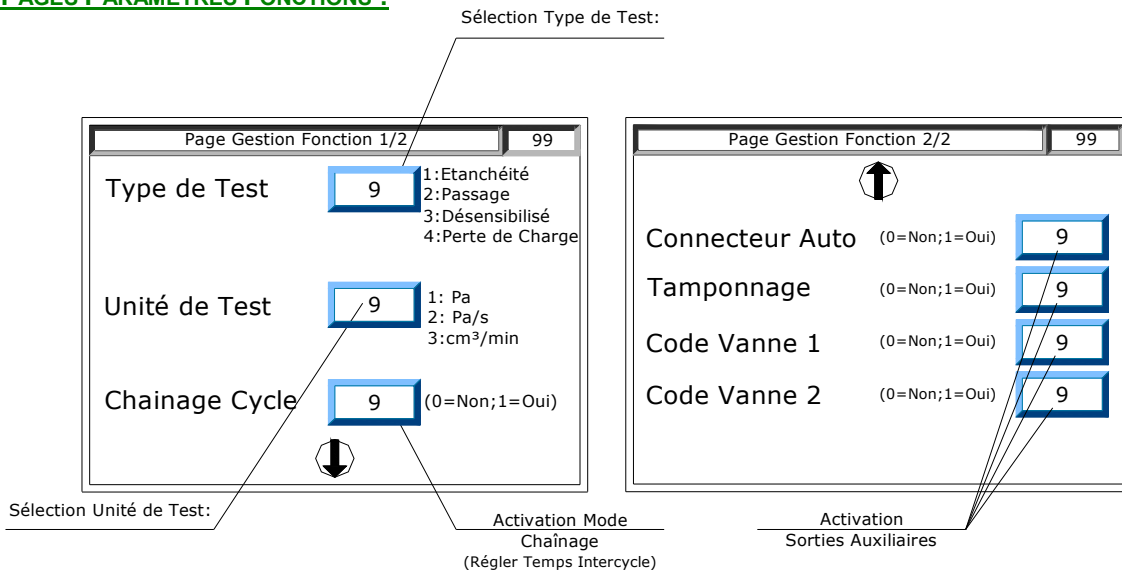 PAGES PARAMETRES FONCTIONS :
Sélection Type de Test:
Page Gestion Fonction 1/2
99
Type de Test
9
1:Etanchéité
2:Passage
3:Désensibilisé
4:Perte de Charge
Unité de Test
9
1: Pa
2: Pa/s
3:cm³/min
Chainage Cycle
9
(0=Non;1=Oui)
Sélection Unité de Test:
Activation Mode
Chaînage
(Régler Temps Intercycle)
Page Gestion Fonction 2/2
99
Connecteur Auto
(0=Non;1=Oui)
9
Tamponnage
(0=Non;1=Oui)
9
Code Vanne 1
(0=Non;1=Oui)
9
Code Vanne 2
(0=Non;1=Oui)
9
Activation
Sorties Auxiliaires